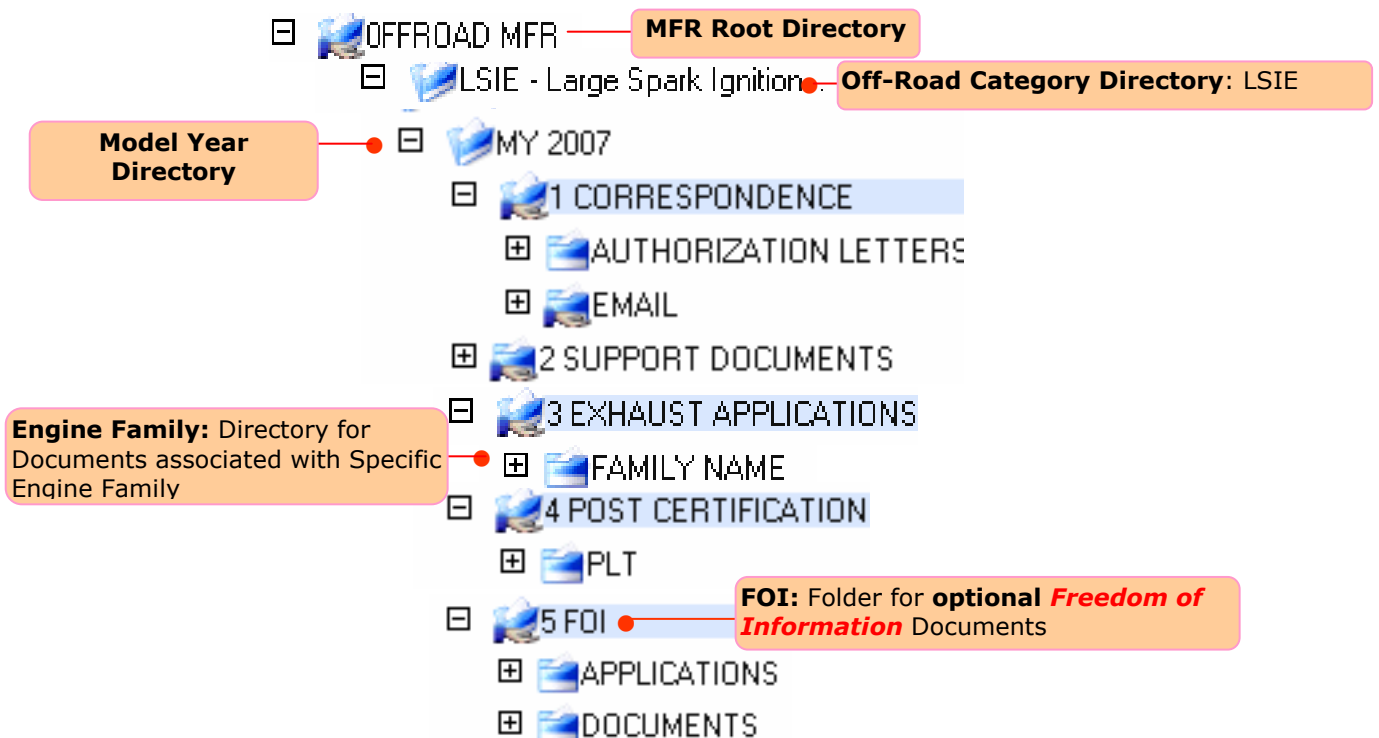 OFFROAD MFR
MFR Root Directory
LSIE - Large Spark Ignition .
Off-Road Category Directory: LSIE
Model Year
Directory
MY 2007
1 CORRESPONDENCE
AUTHORIZATION LETTERS
EMAIL
2 SUPPORT DOCUMENTS
3 EXHAUST APPLICATIONS
Engine Family: Directory for
Documents associated with Specific
Engine Family
FAMILY NAME
4 POST CERTIFICATION
PLT
FOI: Folder for optional Freedom of
Information Documents
5 FOI
APPLICATIONS
DOCUMENTS